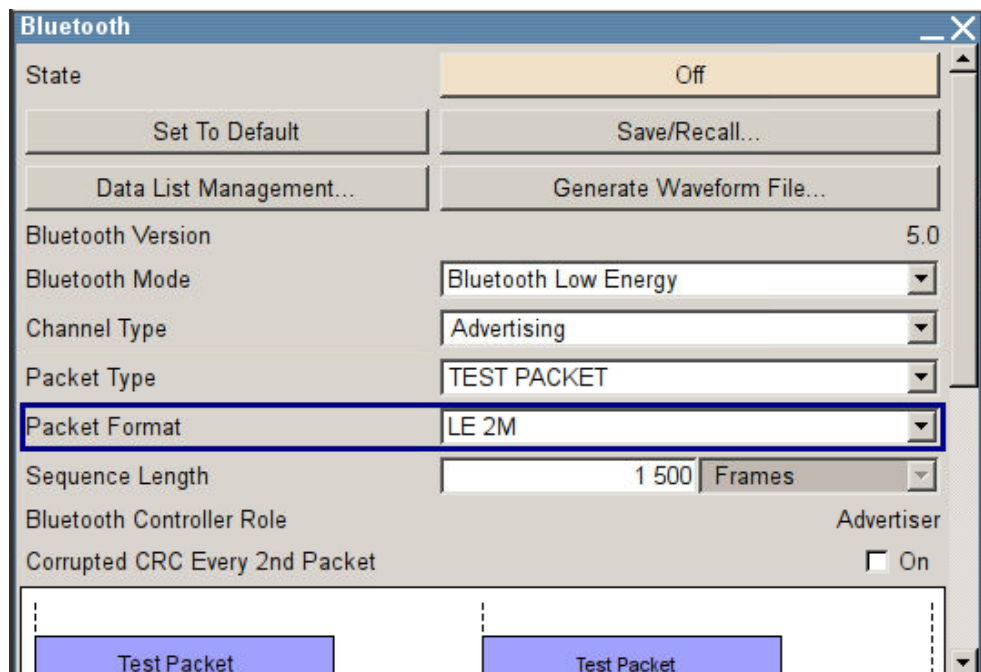 Bluetooth
State Off
Set To Default Save/Recall...
Data List Management... Generate Waveform File...
Bluetooth Version 5.0
Bluetooth Mode Bluetooth Low Energy
Channel Type Advertising
Packet Type TEST PACKET
Packet Format LE 2M
Sequence Length 1 500 Frames
Bluetooth Controller Role Advertiser
Corrupted CRC Every 2nd Packet On
Test Packet Test Packet